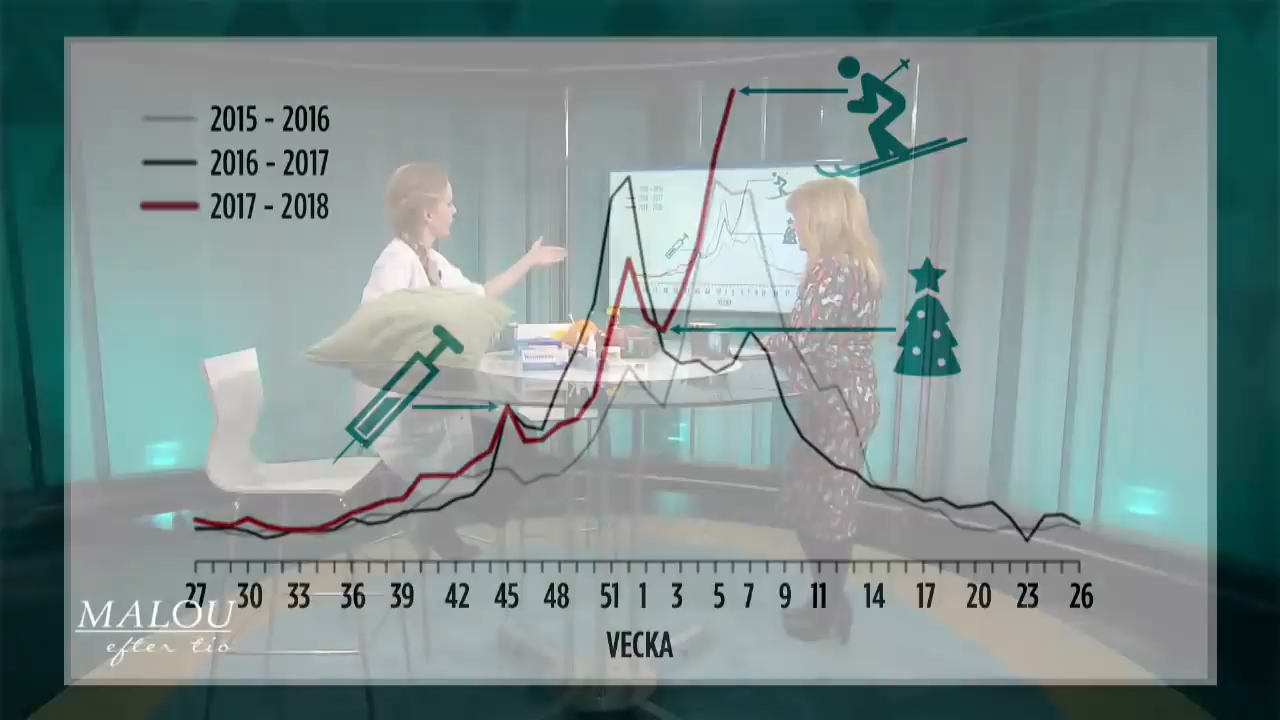 2015 - 2016
2016 - 2017
2017 - 2018
27 30 33 36 39 42 45 48 51 1 3 5 7 9 11 14 17 20 23 26
VECKA
MALOU
efter tio